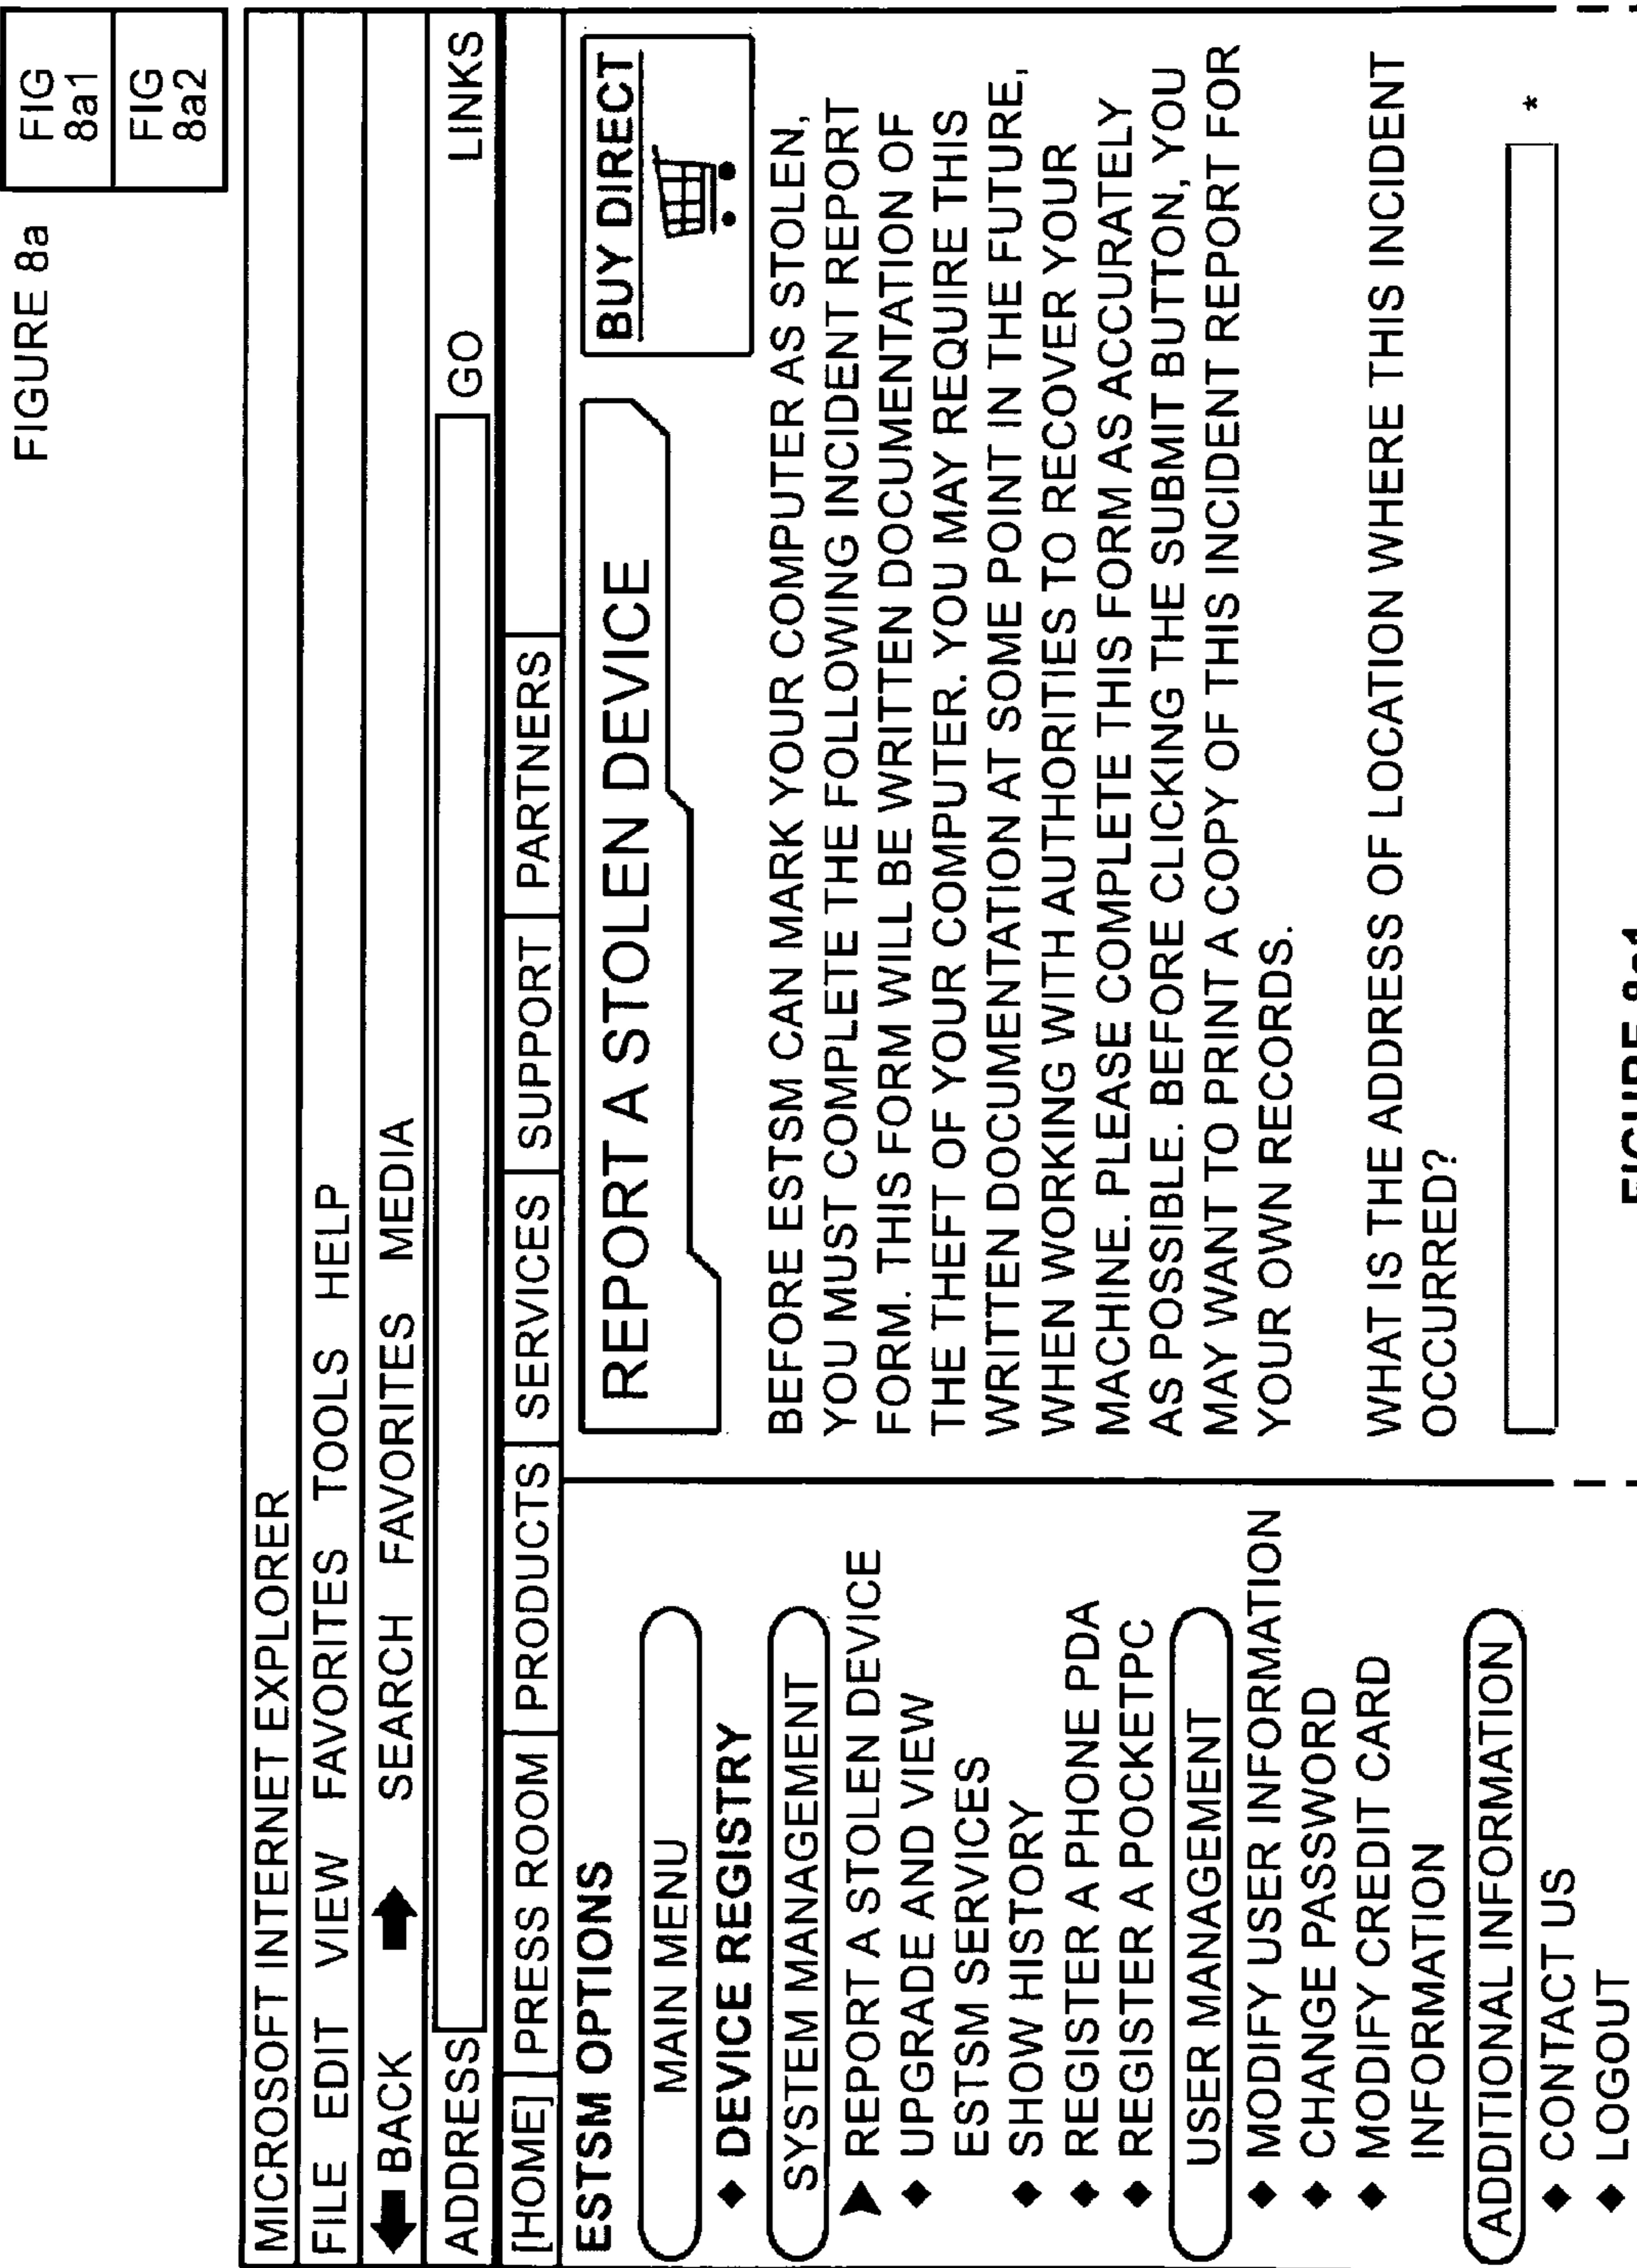 FIGURE 8a
FIG
8a1
FIG
8a2
MICROSOFT INTERNET EXPLORER
FILE EDIT VIEW FAVORITES TOOLS HELP
BACK SEARCH FAVORITES MEDIA
ADDRESS GO LINKS
[HOME] PRESS ROOM PRODUCTS SERVICES SUPPORT PARTNERS
ESTSM OPTIONS
MAIN MENU
◆ DEVICE REGISTRY
SYSTEM MANAGEMENT
➤ REPORT A STOLEN DEVICE
◆ UPGRADE AND VIEW
ESTSM SERVICES
◆ SHOW HISTORY
◆ REGISTER A PHONE PDA
◆ REGISTER A POCKETPC
USER MANAGEMENT
◆ MODIFY USER INFORMATION
◆ CHANGE PASSWORD
◆ MODIFY CREDIT CARD
INFORMATION
ADDITIONAL INFORMATION
◆ CONTACT US
◆ LOGOUT
REPORT A STOLEN DEVICE
BUY DIRECT
BEFORE ESTSM CAN MARK YOUR COMPUTER AS STOLEN,
YOU MUST COMPLETE THE FOLLOWING INCIDENT REPORT
FORM. THIS FORM WILL BE WRITTEN DOCUMENTATION OF
THE THEFT OF YOUR COMPUTER. YOU MAY REQUIRE THIS
WRITTEN DOCUMENTATION AT SOME POINT IN THE FUTURE,
WHEN WORKING WITH AUTHORITIES TO RECOVER YOUR
MACHINE. PLEASE COMPLETE THIS FORM AS ACCURATELY
AS POSSIBLE. BEFORE CLICKING THE SUBMIT BUTTON, YOU
MAY WANT TO PRINT A COPY OF THIS INCIDENT REPORT FOR
YOUR OWN RECORDS.
WHAT IS THE ADDRESS OF LOCATION WHERE THIS INCIDENT
OCCURRED?
*